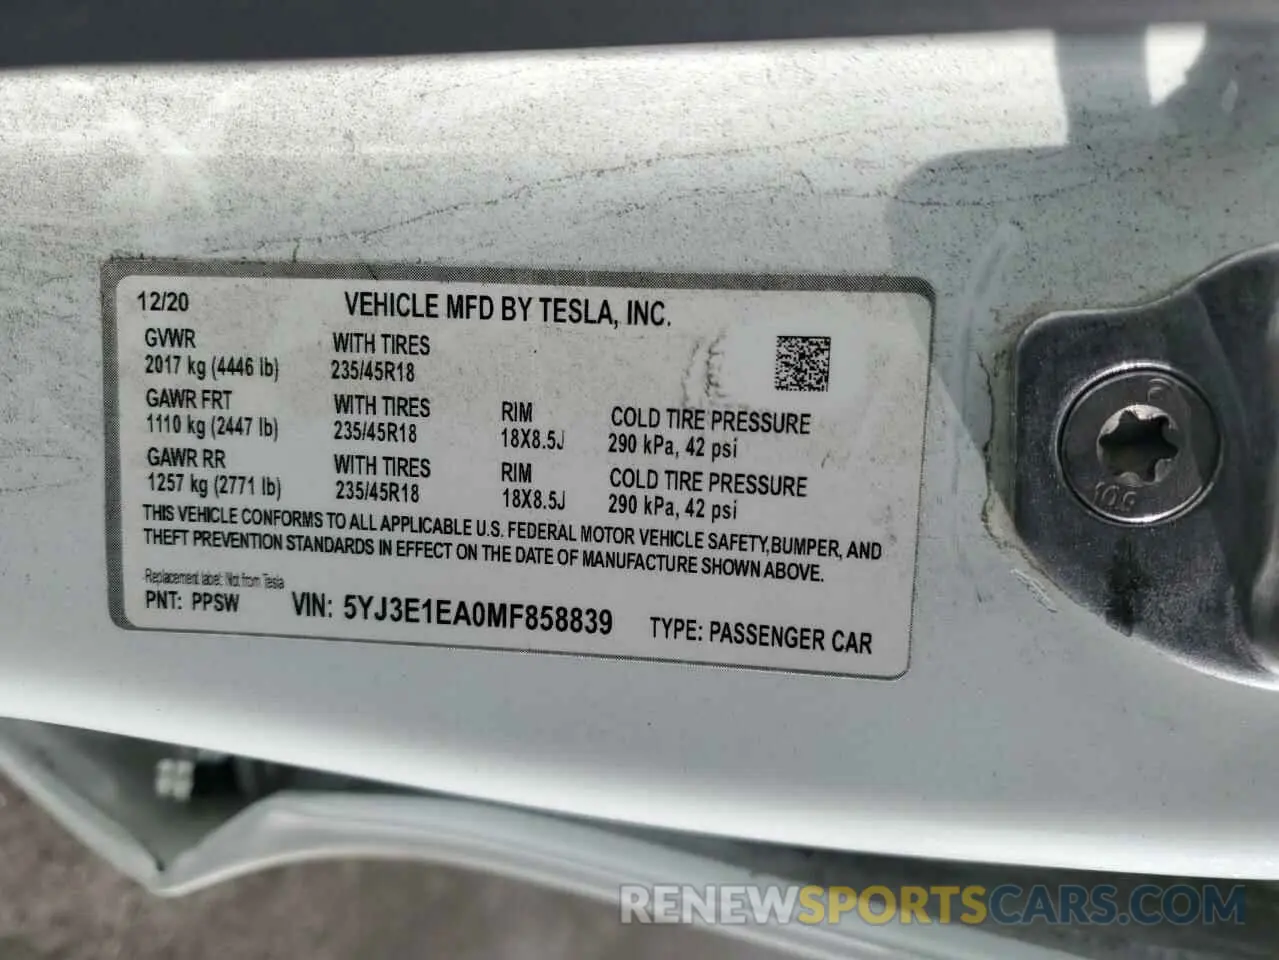 12/20 VEHICLE MFD BY TESLA, INC.
GVWR WITH TIRES
2017 kg (4446 lb) 235/45R18
GAWR FRT WITH TIRES RIM COLD TIRE PRESSURE
1110 kg (2447 lb) 235/45R18 18X8.5J 290 kPa, 42 psi
GAWR RR WITH TIRES RIM COLD TIRE PRESSURE
1257 kg (2771 lb) 235/45R18 18X8.5J 290 kPa, 42 psi
THIS VEHICLE CONFORMS TO ALL APPLICABLE U.S. FEDERAL MOTOR VEHICLE SAFETY,BUMPER, AND
THEFT PREVENTION STANDARDS IN EFFECT ON THE DATE OF MANUFACTURE SHOWN ABOVE.
Replacement label: Not from Tesla
PNT: PPSW VIN: 5YJ3E1EA0MF858839 TYPE: PASSENGER CAR
10.9
RENEWSPORTSCARS.COM